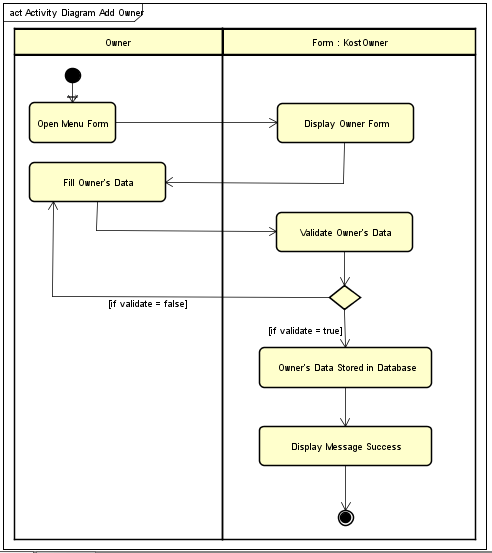 act Activity Diagram Add Owner
Owner
Form : KostOwner
Open Menu Form
Display Owner Form
Fill Owner's Data
Validate Owner's Data
[if validate = false]
[if validate = true]
Owner's Data Stored in Database
Display Message Success